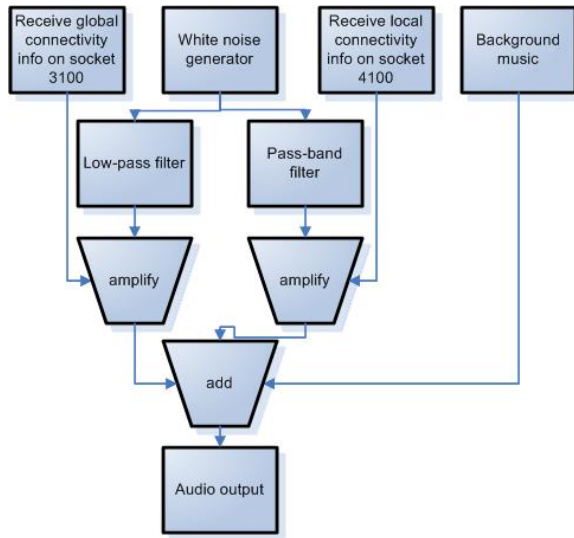 Receive global
connectivity
info on socket
3100
White noise
generator
Receive local
connectivity
info on socket
4100
Background
music
Low-pass filter
Pass-band
filter
amplify
amplify
add
Audio output